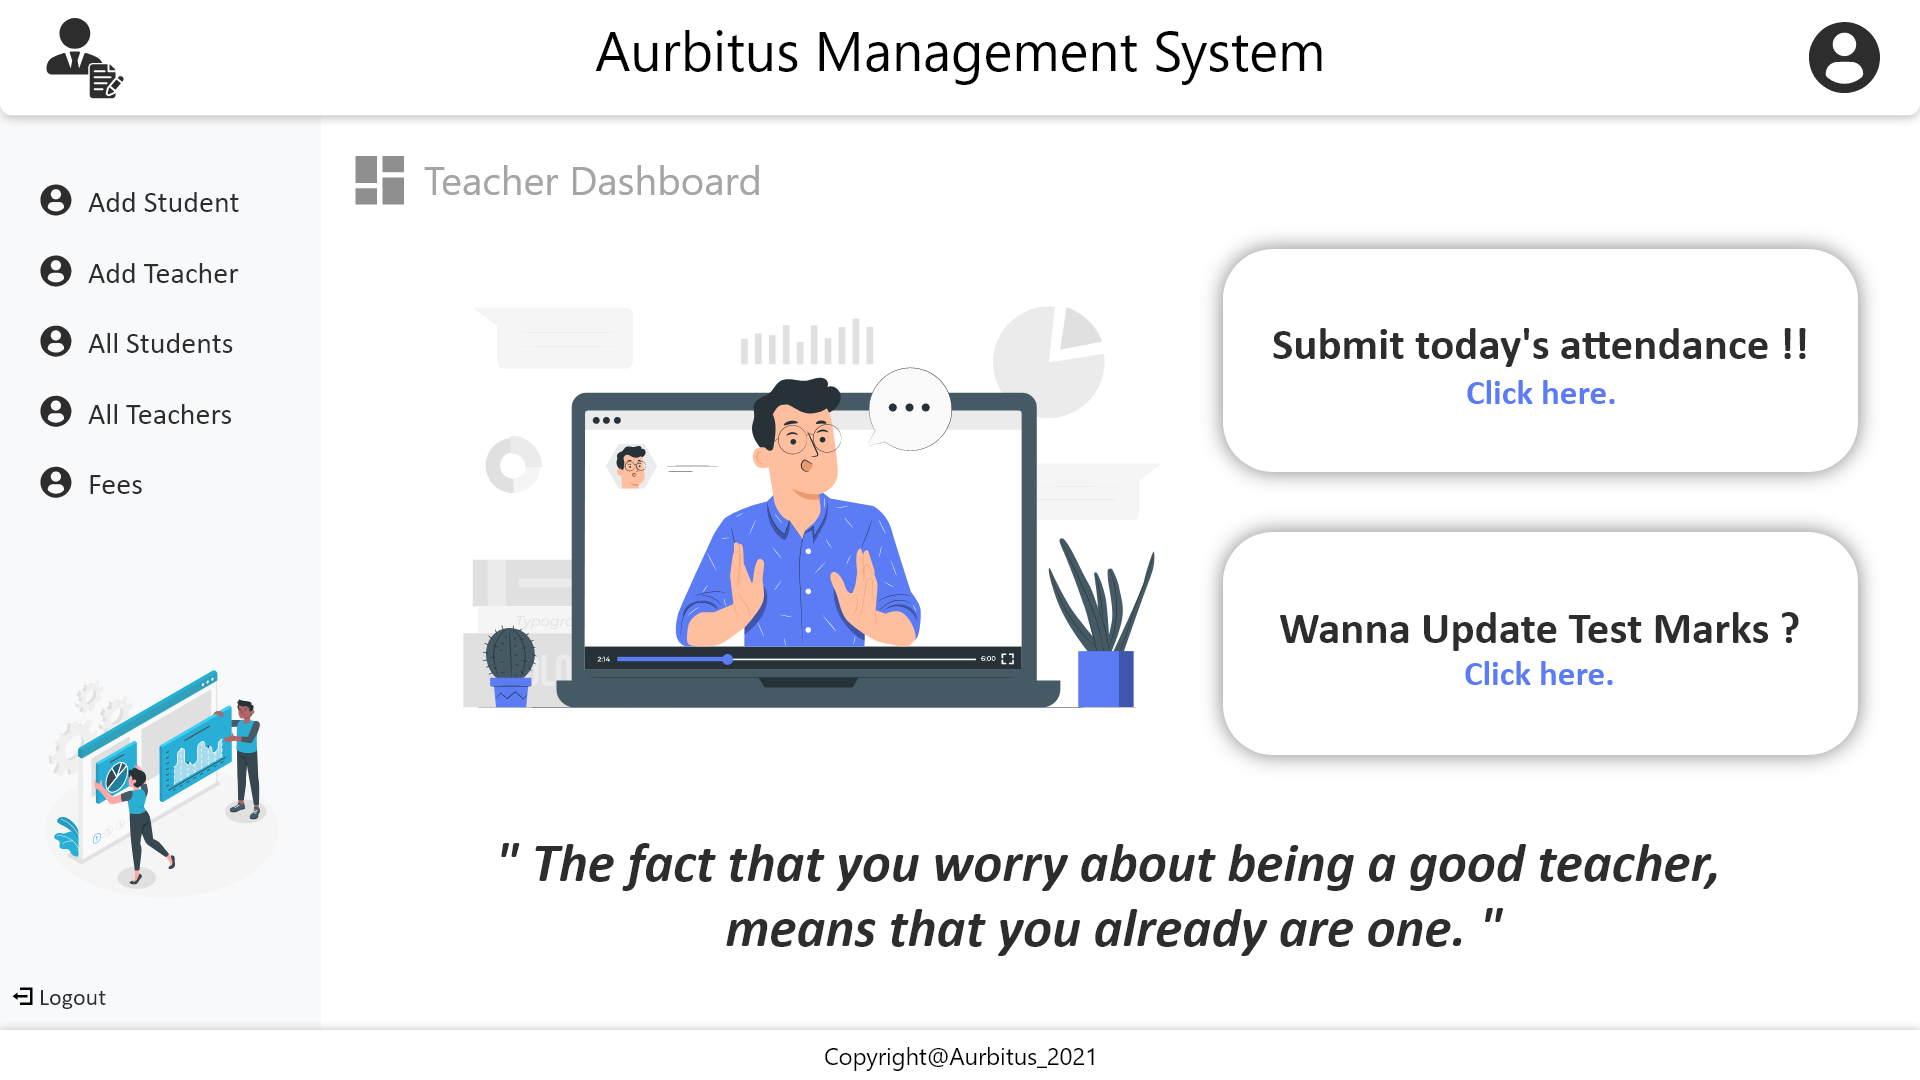 Aurbitus Management System
Teacher Dashboard
Add Student
Add Teacher
All Students
All Teachers
Fees
Logout
Submit today's attendance !!
Click here.
Wanna Update Test Marks ?
Click here.
2:14
6:00
" The fact that you worry about being a good teacher,
means that you already are one. "
Copyright@Aurbitus_2021